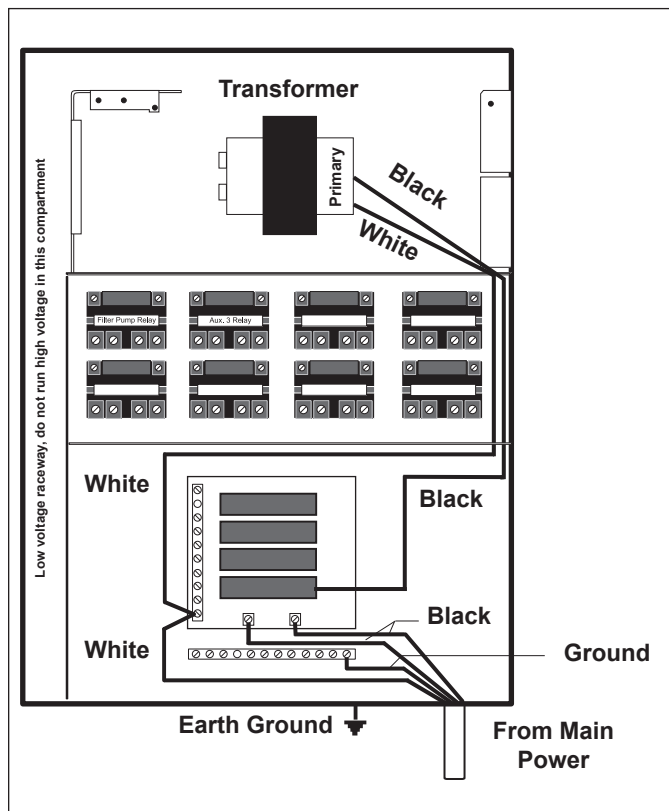 Transformer
Primary
Black
White
Low voltage raceway, do not run high voltage in this compartment
Filter Pump Relay
Aux. 3 Relay
White
Black
Black
White
Ground
Earth Ground
From Main
Power